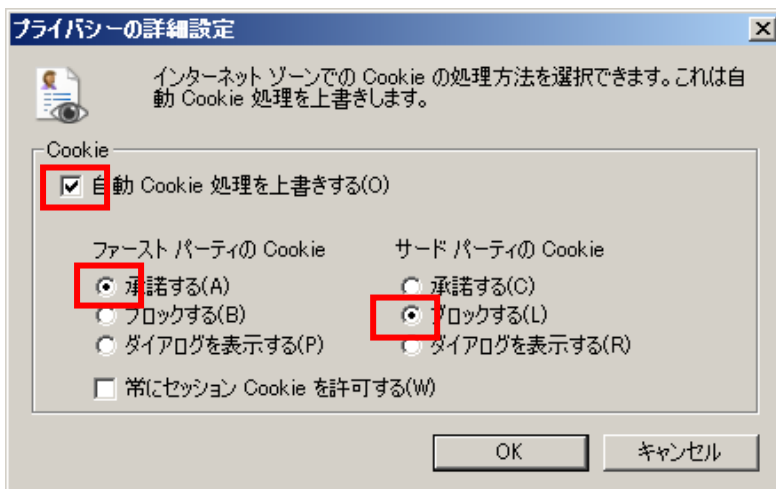 プライバシーの詳細設定
インターネット ゾーンでの Cookie の処理方法を選択できます。これは自
動 Cookie 処理を上書きします。
Cookie
自動 Cookie 処理を上書きする(O)
ファースト パーティの Cookie
サード パーティの Cookie
承諾する(A)
承諾する(C)
ブロックする(B)
ブロックする(L)
ダイアログを表示する(P)
ダイアログを表示する(R)
常にセッション Cookie を許可する(W)
OK
キャンセル